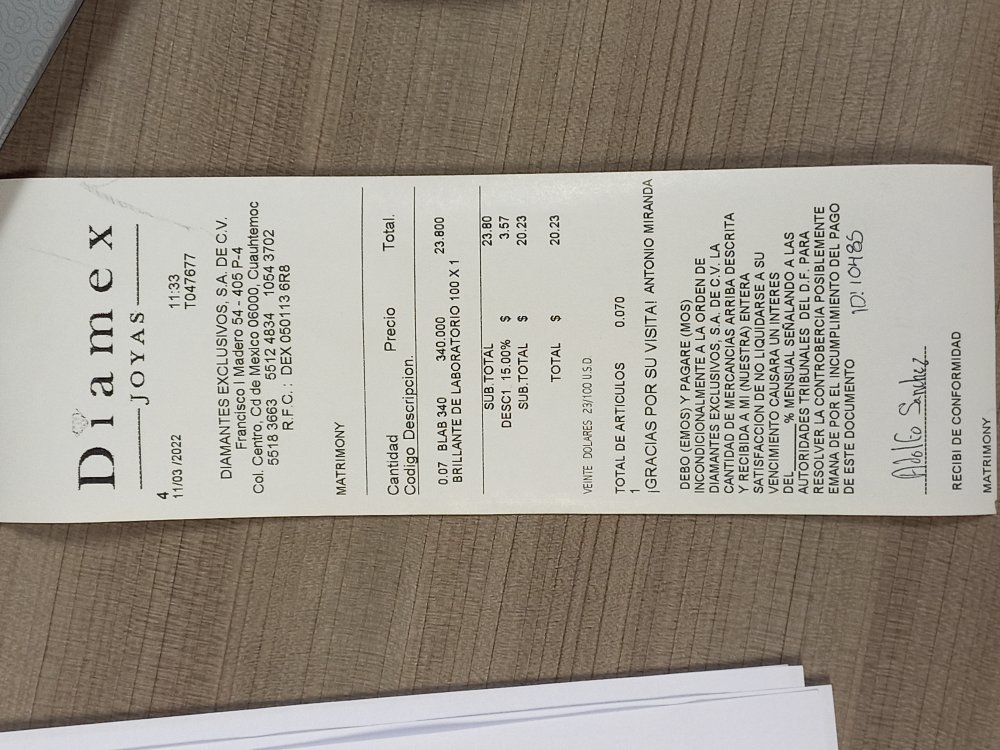 Diamex
JOYAS
4
11/03 /2022 11:33
T047677
DIAMANTES EXCLUSIVOS, S.A. DE C.V.
Francisco I Madero 54 - 405 P-4
Col. Centro, Cd de Mexico 06000, Cuauhtemoc
5518 3663 5512 4834 1054 3702
R.F.C. : DEX 050113 6R8
MATRIMONY
Cantidad Precio Total.
Codigo Descripcion.
0.07 BLAB 340 340.000 23.800
BRILLANTE DE LABORATORIO 100 X 1
SUB.TOTAL 23.80
DESC1 15.00% $ 3.57
SUB.TOTAL $ 20.23
TOTAL $ 20.23
VEINTE DOLARES 23/100 U.S.D.
TOTAL DE ARTICULOS 0.070
1
¡GRACIAS POR SU VISITA! ANTONIO MIRANDA
DEBO (EMOS) Y PAGARE (MOS)
INCONDICIONALMENTE A LA ORDEN DE
DIAMANTES EXCLUSIVOS, S.A. DE C.V. LA
CANTIDAD DE MERCANCIAS ARRIBA DESCRITA
Y RECIBIDA A MI (NUESTRA) ENTERA
SATISFACCION DE NO LIQUIDARSE A SU
VENCIMIENTO CAUSARA UN INTERES
DEL_____% MENSUAL SEÑALANDO A LAS
AUTORIDADES TRIBUNALES DEL D.F. PARA
RESOLVER LA CONTROBERCIA POSIBLEMENTE
EMANA DE POR EL INCUMPLIMIENTO DEL PAGO
DE ESTE DOCUMENTO
ID: 10485
Adolfo Sanchez
RECIBI DE CONFORMIDAD
MATRIMONY